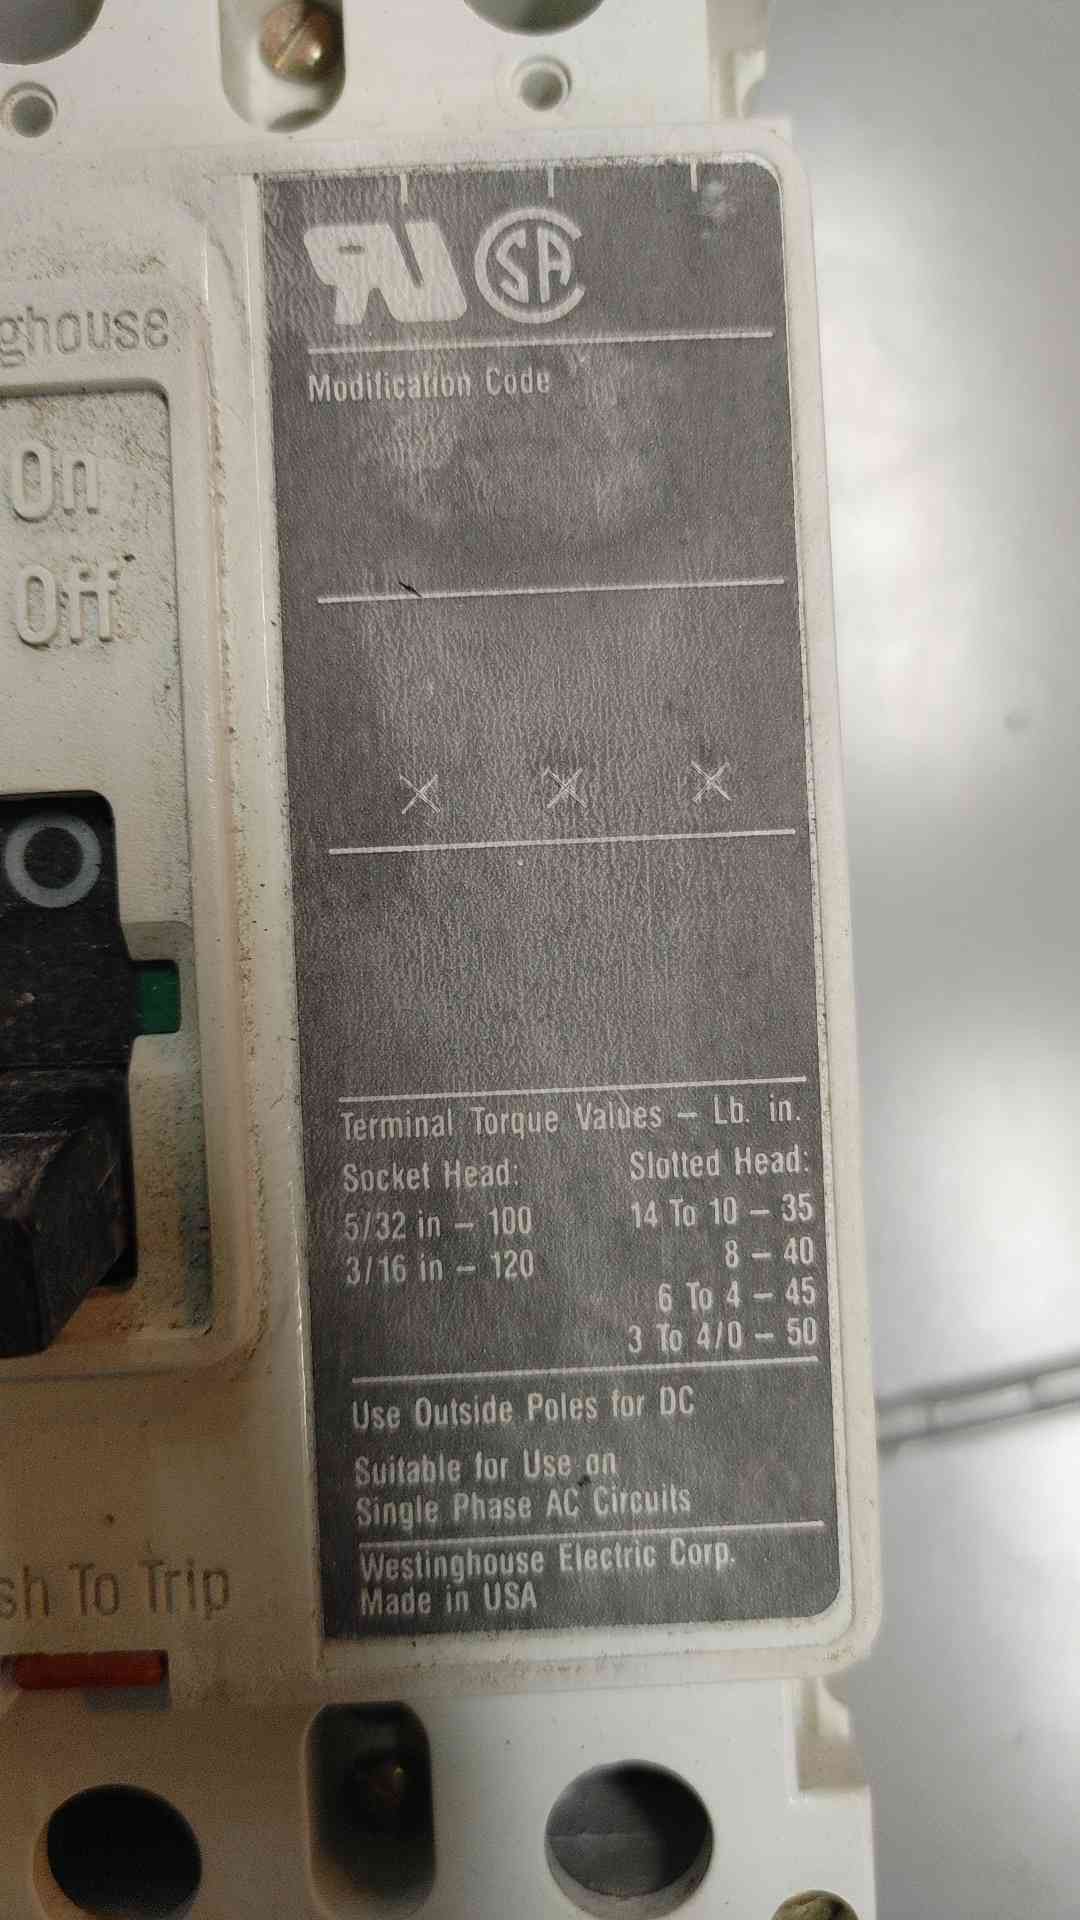 ghouse
On
Off
sh To Trip
SA
Modification Code
Terminal Torque Values – Lb. in.
Socket Head:
5/32 in – 100
3/16 in – 120
Slotted Head:
14 To 10 – 35
8 – 40
6 To 4 – 45
3 To 4/0 – 50
Use Outside Poles for DC
Suitable for Use on
Single Phase AC Circuits
Westinghouse Electric Corp.
Made in USA